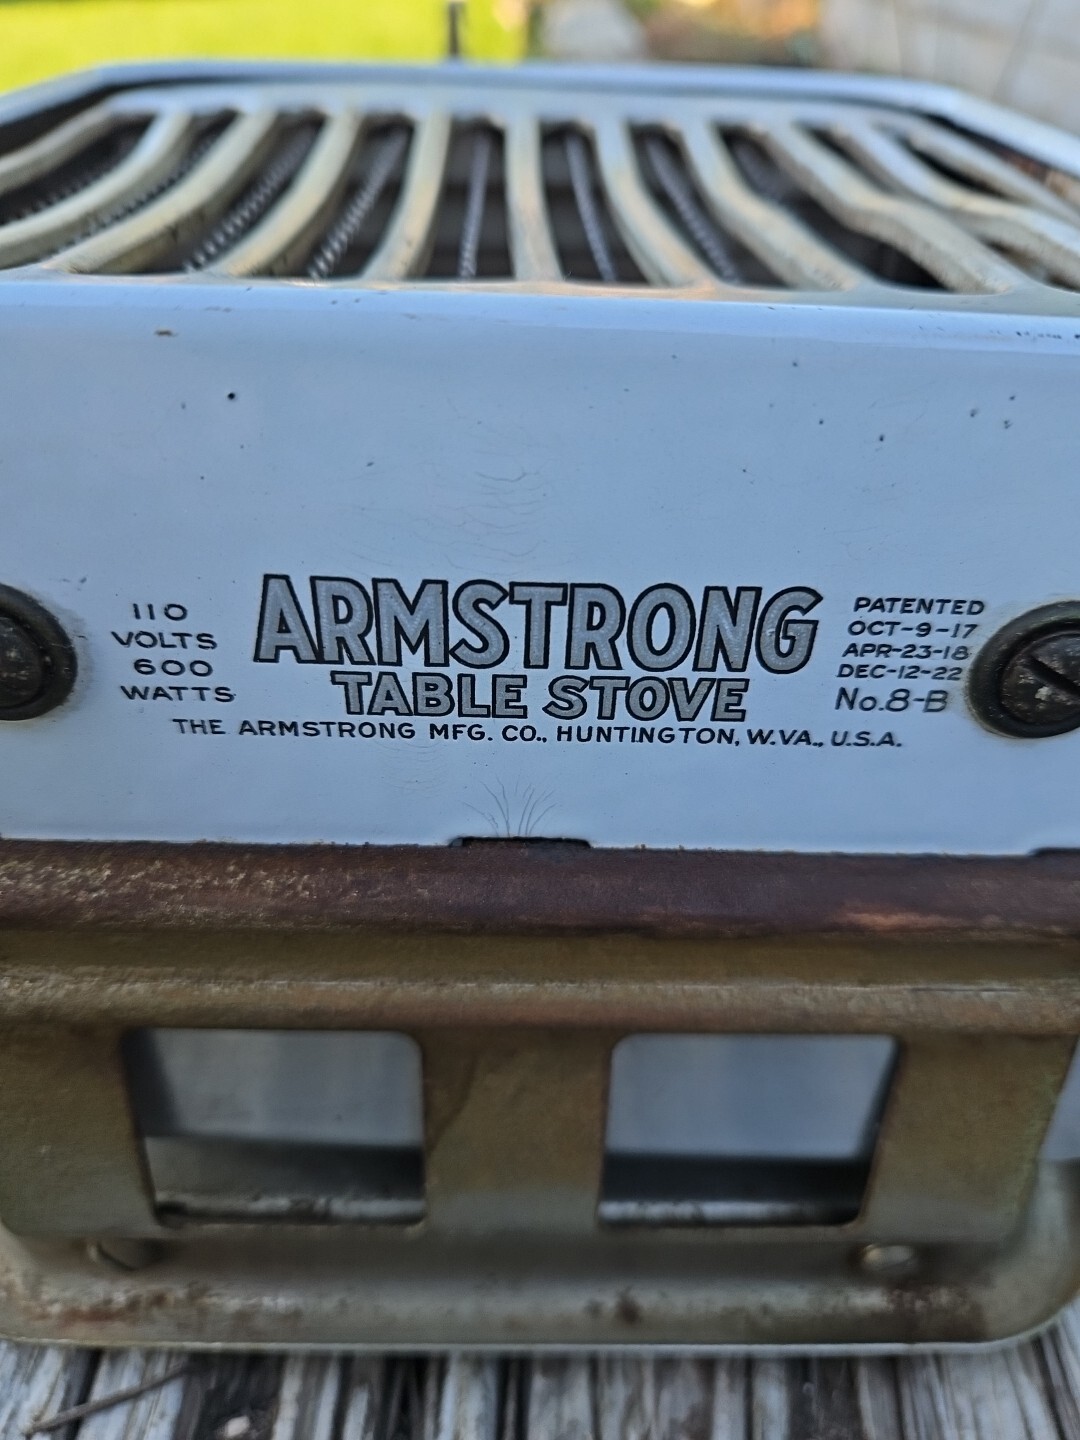 110
VOLTS
600
WATTS
ARMSTRONG
TABLE STOVE
PATENTED
OCT-9-17
APR-23-18
DEC-12-22
No.8-B
THE ARMSTRONG MFG. CO., HUNTINGTON, W.VA., U.S.A.